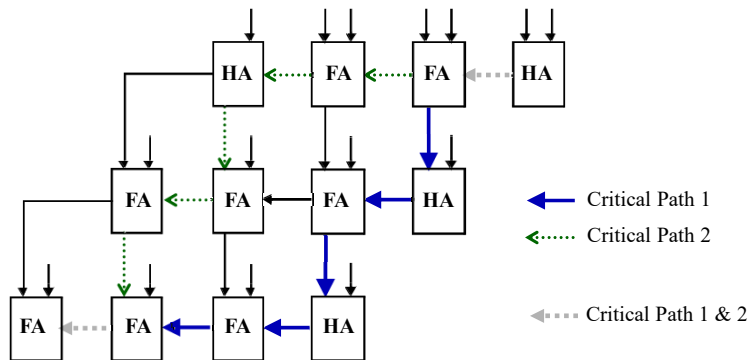 HA FA FA HA
FA FA FA HA
Critical Path 1
Critical Path 2
Critical Path 1 & 2
FA FA FA HA